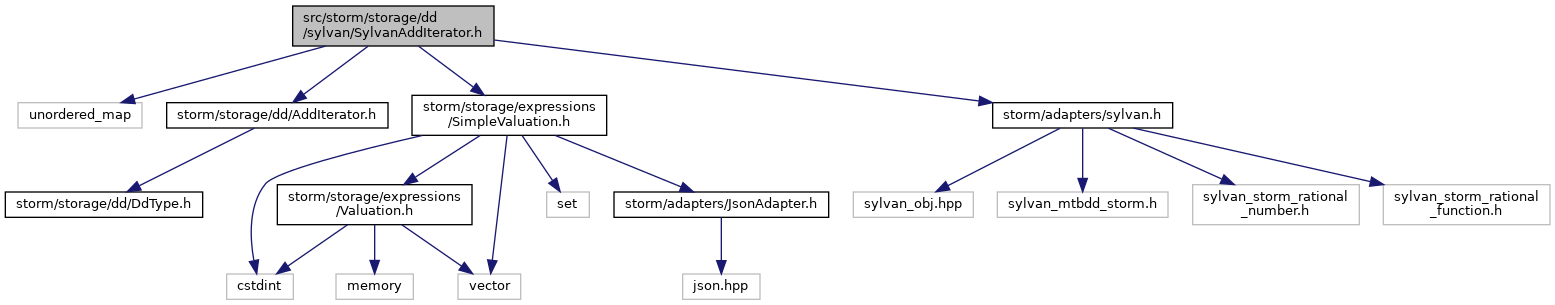 src/storm/storage/dd
/sylvan/SylvanAddIterator.h
unordered_map
storm/storage/dd/AddIterator.h
storm/storage/expressions
/SimpleValuation.h
storm/adapters/sylvan.h
storm/storage/dd/DdType.h
storm/storage/expressions
/Valuation.h
set
storm/adapters/JsonAdapter.h
sylvan_obj.hpp
sylvan_mtbdd_storm.h
sylvan_storm_rational
_number.h
sylvan_storm_rational
_function.h
cstdint
memory
vector
json.hpp